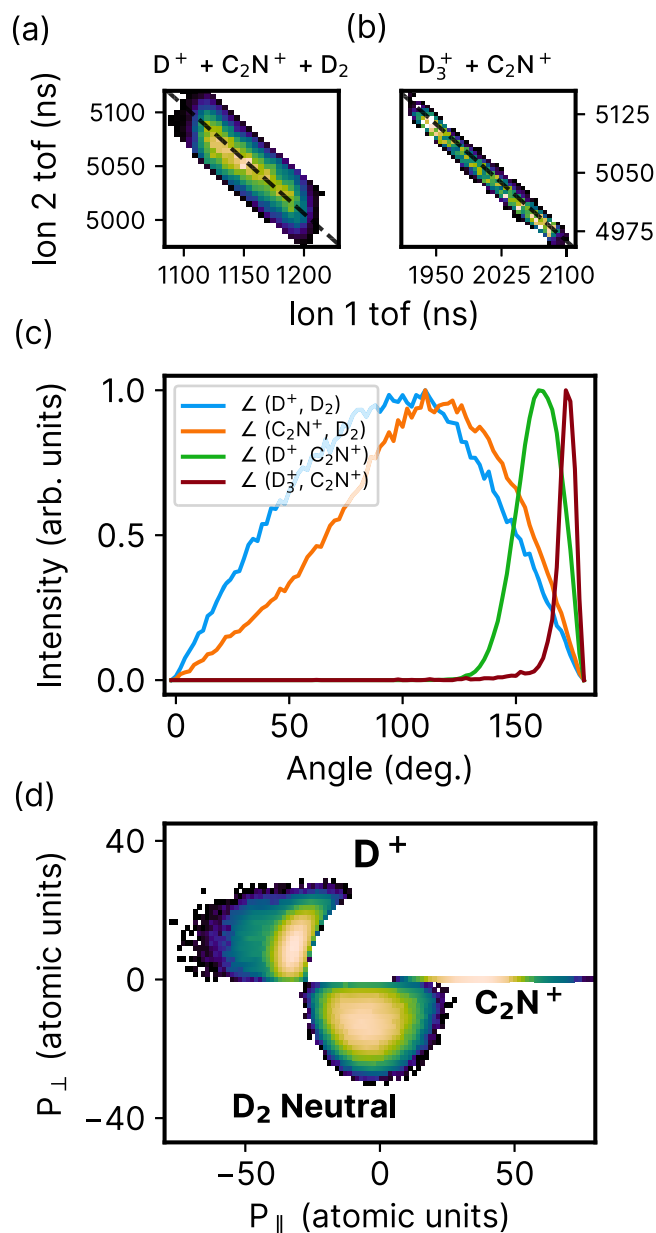 (a) (b)
D⁺ + C₂N⁺ + D₂ D₃⁺ + C₂N⁺
Ion 2 tof (ns)
5100
5050
5000
5125
5050
4975
1100 1150 1200 1950 2025 2100
Ion 1 tof (ns)
(c)
Intensity (arb. units)
1.0
0.5
0.0
∠ (D⁺, D₂)
∠ (C₂N⁺, D₂)
∠ (D⁺, C₂N⁺)
∠ (D₃⁺, C₂N⁺)
0 50 100 150
Angle (deg.)
(d)
P⊥ (atomic units)
40
0
−40
D⁺
C₂N⁺
D₂ Neutral
−50 0 50
P∥ (atomic units)